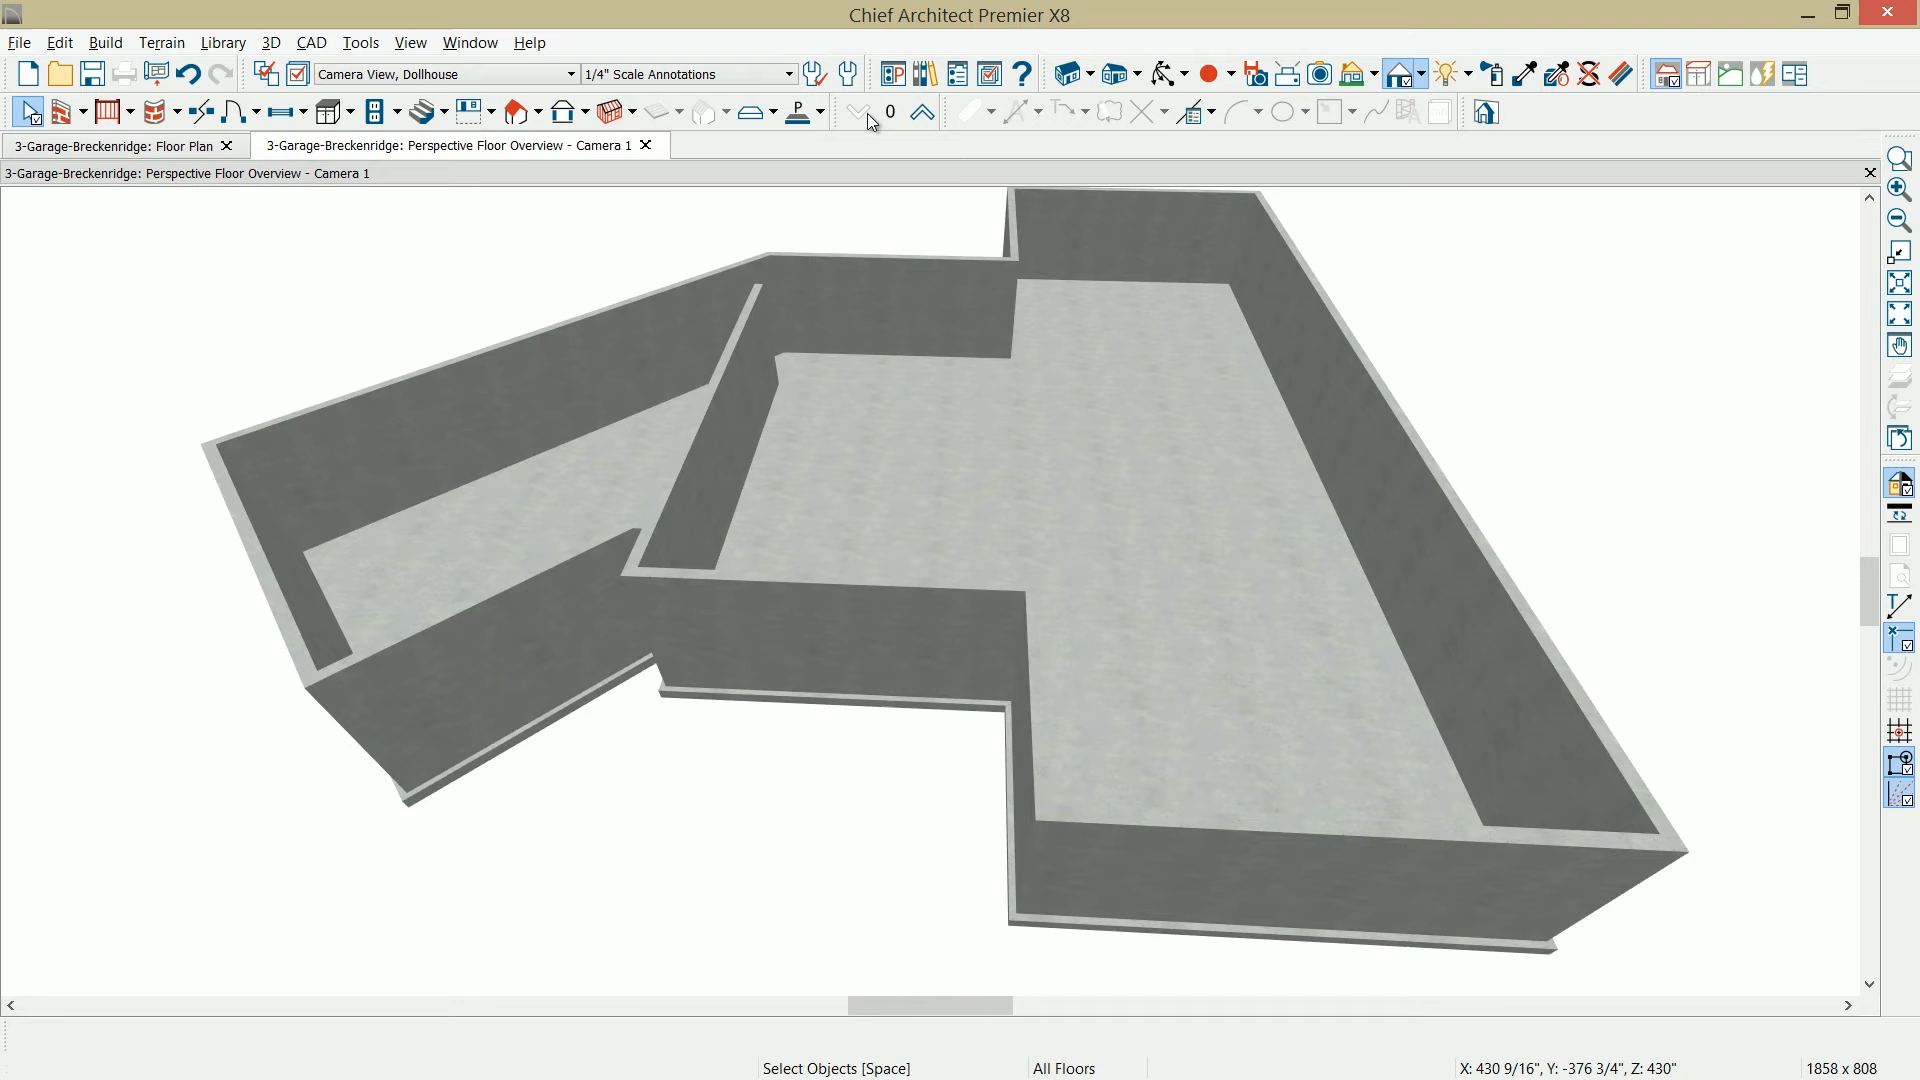 Chief Architect Premier X8
File Edit Build Terrain Library 3D CAD Tools View Window Help
Camera View, Dollhouse 1/4" Scale Annotations
P 0
3-Garage-Breckenridge: Floor Plan 3-Garage-Breckenridge: Perspective Floor Overview - Camera 1
3-Garage-Breckenridge: Perspective Floor Overview - Camera 1
Select Objects [Space] All Floors X: 430 9/16", Y: -376 3/4", Z: 430" 1858 x 808